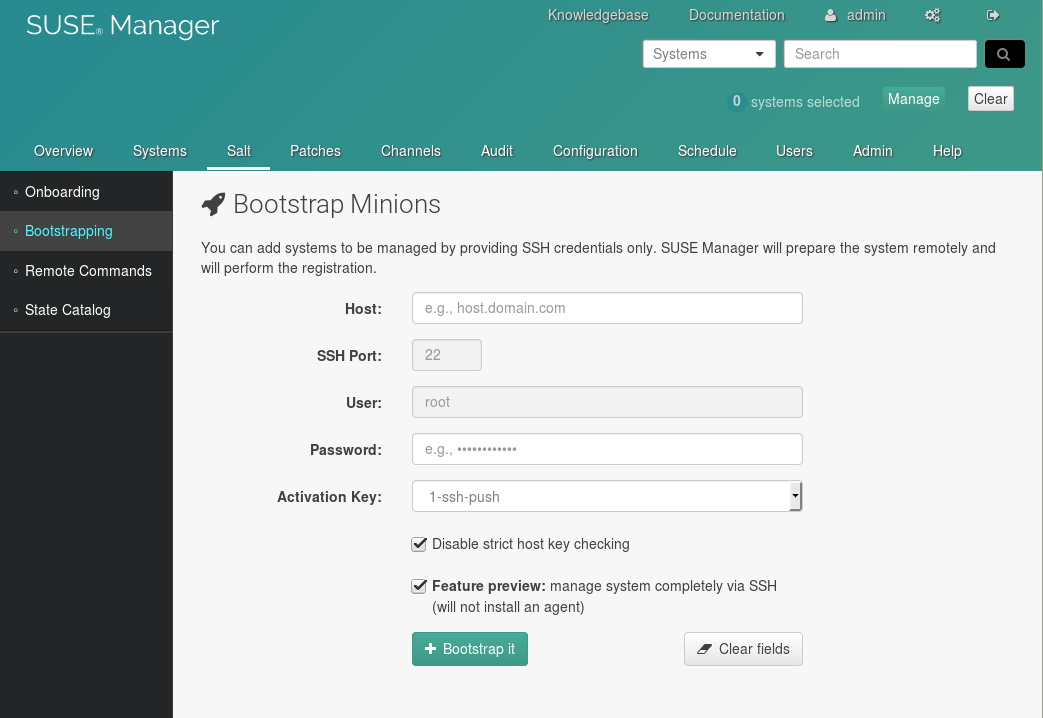 SUSE® Manager
Knowledgebase Documentation admin
Systems Search
0 systems selected Manage Clear
Overview Systems Salt Patches Channels Audit Configuration Schedule Users Admin Help
Onboarding
Bootstrapping
Remote Commands
State Catalog
Bootstrap Minions
You can add systems to be managed by providing SSH credentials only. SUSE Manager will prepare the system remotely and
will perform the registration.
Host: e.g., host.domain.com
SSH Port: 22
User: root
Password: e.g., ••••••••••••
Activation Key: 1-ssh-push
Disable strict host key checking
Feature preview: manage system completely via SSH
(will not install an agent)
Bootstrap it Clear fields